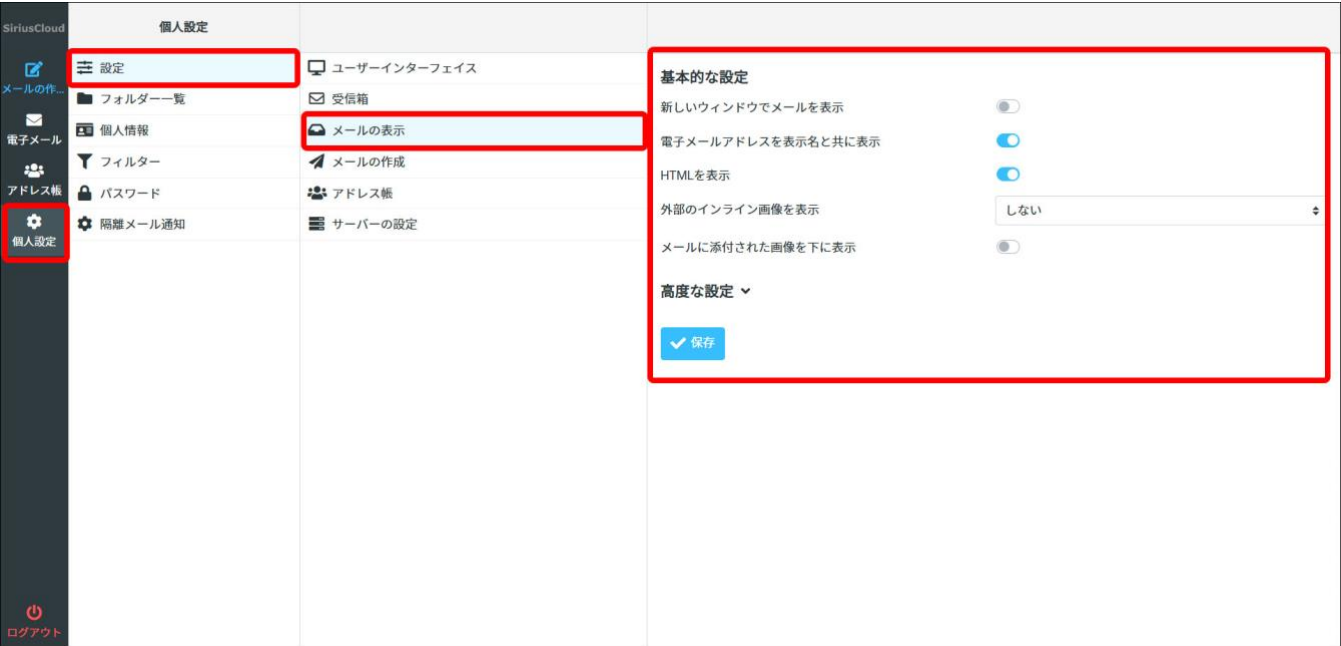 SiriusCloud
メールの作...
電子メール
アドレス帳
個人設定
ログアウト
個人設定
設定
フォルダー一覧
個人情報
フィルター
パスワード
隔離メール通知
ユーザーインターフェイス
受信箱
メールの表示
メールの作成
アドレス帳
サーバーの設定
基本的な設定
新しいウィンドウでメールを表示
電子メールアドレスを表示名と共に表示
HTMLを表示
外部のインライン画像を表示
しない
メールに添付された画像を下に表示
高度な設定
保存